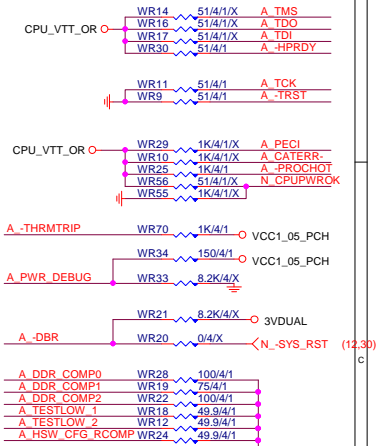 WR14 51/4/1/X A_TMS
CPU_VTT_OR WR16 51/4/1/X A_TDO
WR17 51/4/1/X A_TDI
WR30 51/4/1 A_-HPRDY
WR11 51/4/1 A_TCK
WR9 51/4/1 A_-TRST
CPU_VTT_OR WR29 1K/4/1/X A_PECI
WR10 1K/4/1/X A_CATERR-
WR25 1K/4/1 A_-PROCHOT
WR56 51/4/1/X N_CPUPWROK
WR55 1K/4/1/X
A_-THRMTRIP WR70 1K/4/1 VCC1_05_PCH
WR34 150/4/1 VCC1_05_PCH
A_PWR_DEBUG WR33 8.2K/4/X
WR21 8.2K/4/X 3VDUAL
A_-DBR WR20 0/4/X N_-SYS_RST (12,30)
C
A_DDR_COMP0 WR28 100/4/1
A_DDR_COMP1 WR19 75/4/1
A_DDR_COMP2 WR22 100/4/1
A_TESTLOW_1 WR18 49.9/4/1
A_TESTLOW_2 WR12 49.9/4/1
A_HSW_CFG_RCOMP WR24 49.9/4/1